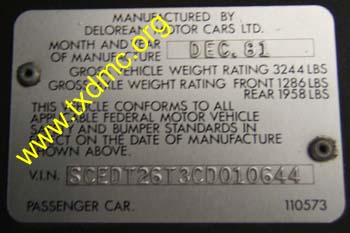 MANUFACTURED BY
DELOREAN MOTOR CARS LTD.
MONTH AND YEAR
OF MANUFACTURE DEC. 81
GROSS VEHICLE WEIGHT RATING 3244 LBS
GROSS VEHICLE WEIGHT RATING FRONT 1286 LBS
REAR 1958 LBS
THIS VEHICLE CONFORMS TO ALL
APPLICABLE FEDERAL MOTOR VEHICLE
SAFETY AND BUMPER STANDARDS IN
EFFECT ON THE DATE OF MANUFACTURE
SHOWN ABOVE.
V.I.N. SCEDT26T3CD010644
PASSENGER CAR. 110573
www.txdmc.org